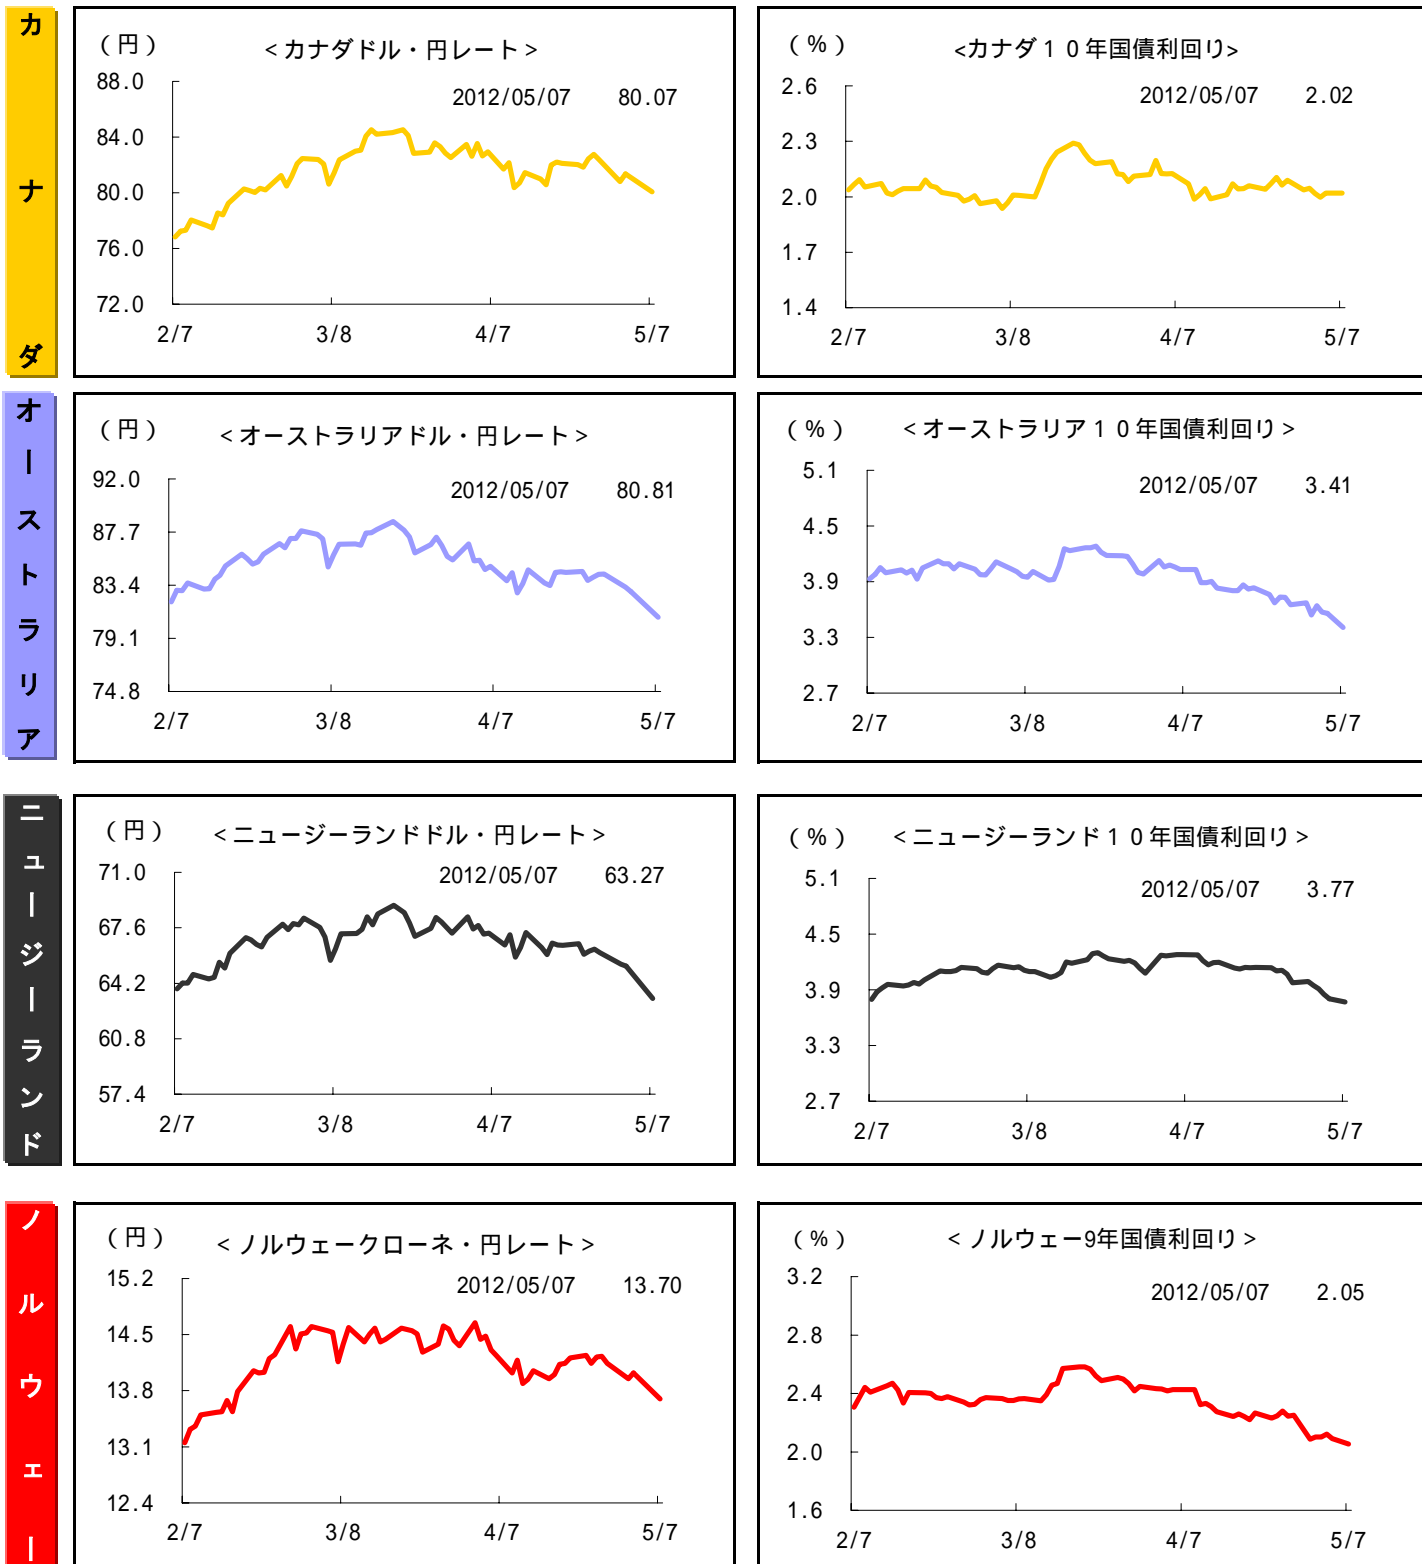 カナダ
(円)
<カナダドル・円レート>
2012/05/07 80.07
88.0
84.0
80.0
76.0
72.0
2/7 3/8 4/7 5/7
(%)
<カナダ10年国債利回り>
2012/05/07 2.02
2.6
2.3
2.0
1.7
1.4
2/7 3/8 4/7 5/7
オーストラリア
(円)
<オーストラリアドル・円レート>
2012/05/07 80.81
92.0
87.7
83.4
79.1
74.8
2/7 3/8 4/7 5/7
(%)
<オーストラリア10年国債利回り>
2012/05/07 3.41
5.1
4.5
3.9
3.3
2.7
2/7 3/8 4/7 5/7
ニュージーランド
(円)
<ニュージーランドドル・円レート>
2012/05/07 63.27
71.0
67.6
64.2
60.8
57.4
2/7 3/8 4/7 5/7
(%)
<ニュージーランド10年国債利回り>
2012/05/07 3.77
5.1
4.5
3.9
3.3
2.7
2/7 3/8 4/7 5/7
ノルウェー
(円)
<ノルウェークローネ・円レート>
2012/05/07 13.70
15.2
14.5
13.8
13.1
12.4
2/7 3/8 4/7 5/7
(%)
<ノルウェー9年国債利回り>
2012/05/07 2.05
3.2
2.8
2.4
2.0
1.6
2/7 3/8 4/7 5/7